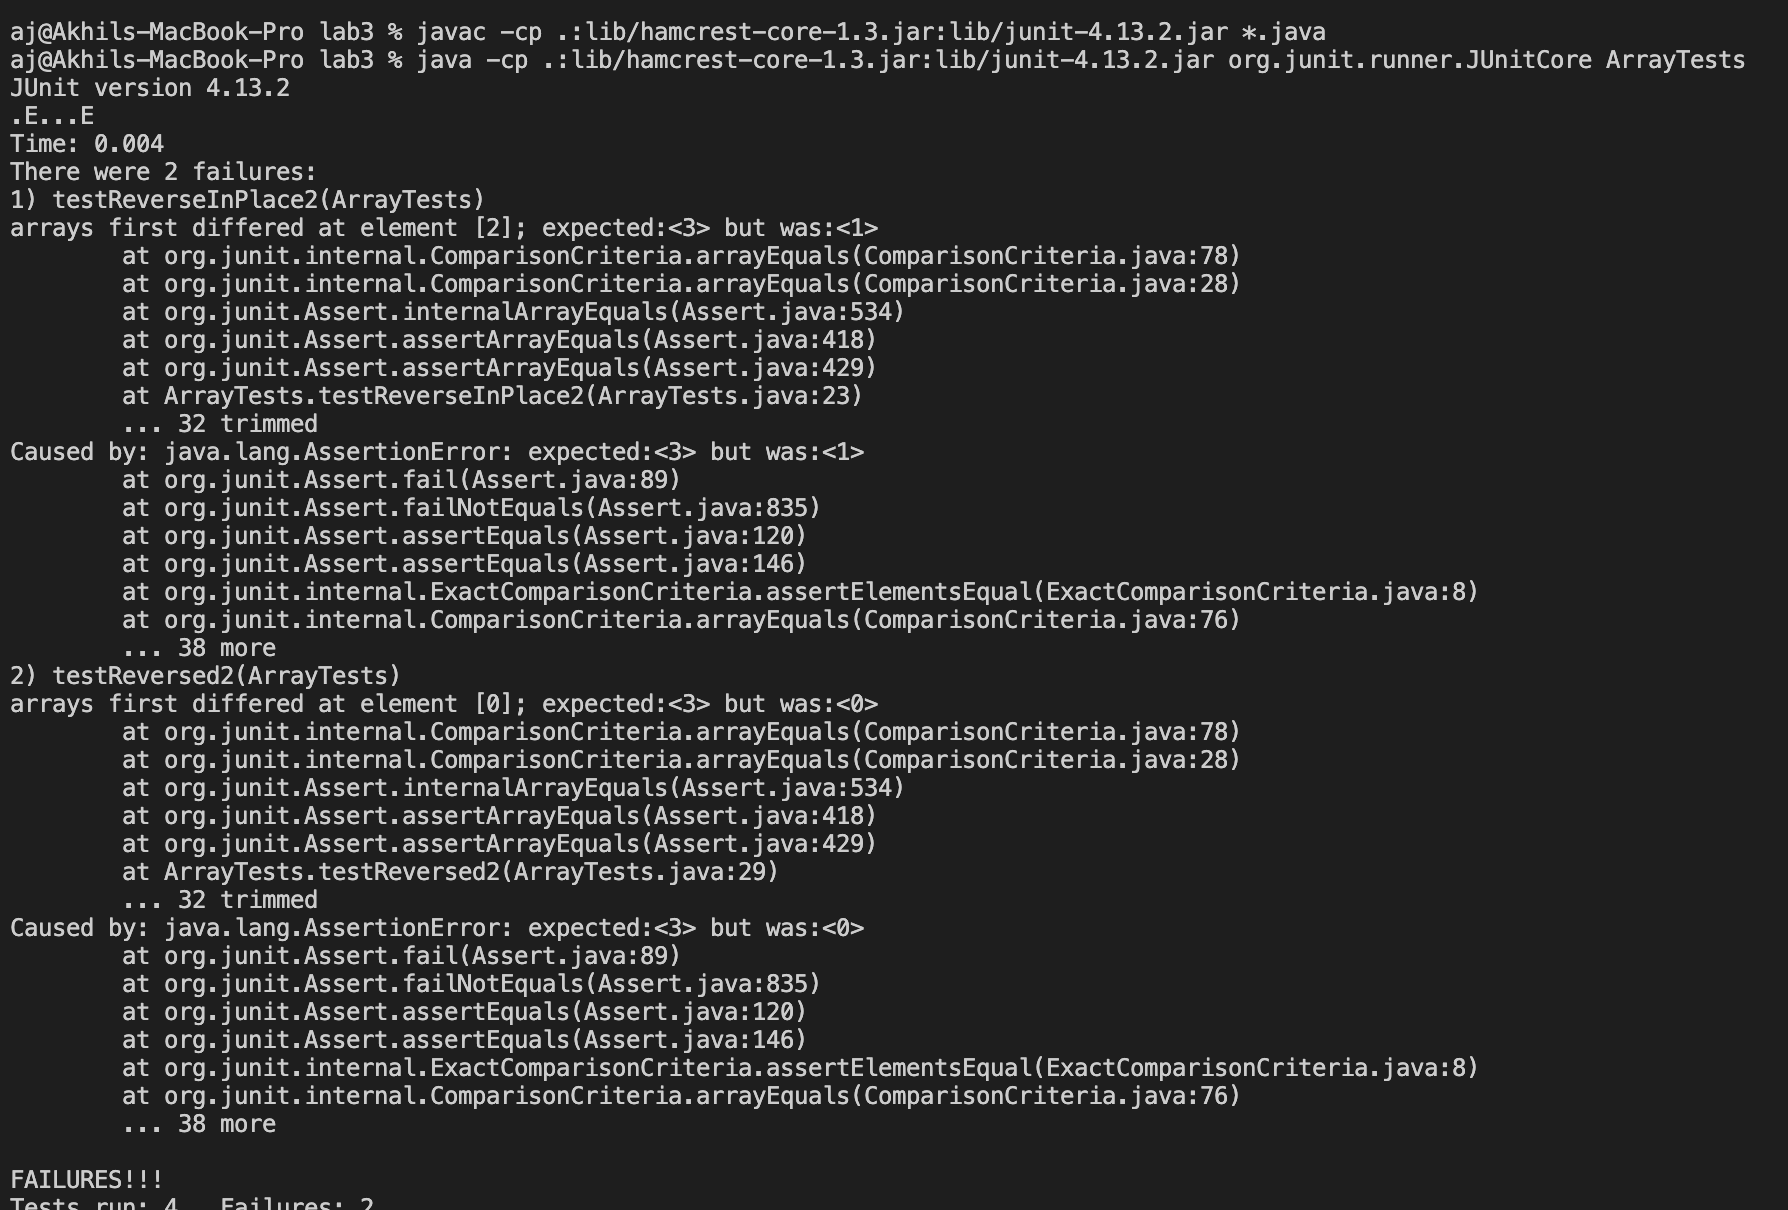 aj@Akhils-MacBook-Pro lab3 % javac -cp .:lib/hamcrest-core-1.3.jar:lib/junit-4.13.2.jar *.java
aj@Akhils-MacBook-Pro lab3 % java -cp .:lib/hamcrest-core-1.3.jar:lib/junit-4.13.2.jar org.junit.runner.JUnitCore ArrayTests
JUnit version 4.13.2
.E...E
Time: 0.004
There were 2 failures:
1) testReverseInPlace2(ArrayTests)
arrays first differed at element [2]; expected:<3> but was:<1>
        at org.junit.internal.ComparisonCriteria.arrayEquals(ComparisonCriteria.java:78)
        at org.junit.internal.ComparisonCriteria.arrayEquals(ComparisonCriteria.java:28)
        at org.junit.Assert.internalArrayEquals(Assert.java:534)
        at org.junit.Assert.assertArrayEquals(Assert.java:418)
        at org.junit.Assert.assertArrayEquals(Assert.java:429)
        at ArrayTests.testReverseInPlace2(ArrayTests.java:23)
        ... 32 trimmed
Caused by: java.lang.AssertionError: expected:<3> but was:<1>
        at org.junit.Assert.fail(Assert.java:89)
        at org.junit.Assert.failNotEquals(Assert.java:835)
        at org.junit.Assert.assertEquals(Assert.java:120)
        at org.junit.Assert.assertEquals(Assert.java:146)
        at org.junit.internal.ExactComparisonCriteria.assertElementsEqual(ExactComparisonCriteria.java:8)
        at org.junit.internal.ComparisonCriteria.arrayEquals(ComparisonCriteria.java:76)
        ... 38 more
2) testReversed2(ArrayTests)
arrays first differed at element [0]; expected:<3> but was:<0>
        at org.junit.internal.ComparisonCriteria.arrayEquals(ComparisonCriteria.java:78)
        at org.junit.internal.ComparisonCriteria.arrayEquals(ComparisonCriteria.java:28)
        at org.junit.Assert.internalArrayEquals(Assert.java:534)
        at org.junit.Assert.assertArrayEquals(Assert.java:418)
        at org.junit.Assert.assertArrayEquals(Assert.java:429)
        at ArrayTests.testReversed2(ArrayTests.java:29)
        ... 32 trimmed
Caused by: java.lang.AssertionError: expected:<3> but was:<0>
        at org.junit.Assert.fail(Assert.java:89)
        at org.junit.Assert.failNotEquals(Assert.java:835)
        at org.junit.Assert.assertEquals(Assert.java:120)
        at org.junit.Assert.assertEquals(Assert.java:146)
        at org.junit.internal.ExactComparisonCriteria.assertElementsEqual(ExactComparisonCriteria.java:8)
        at org.junit.internal.ComparisonCriteria.arrayEquals(ComparisonCriteria.java:76)
        ... 38 more

FAILURES!!!
Tests run: 4,  Failures: 2